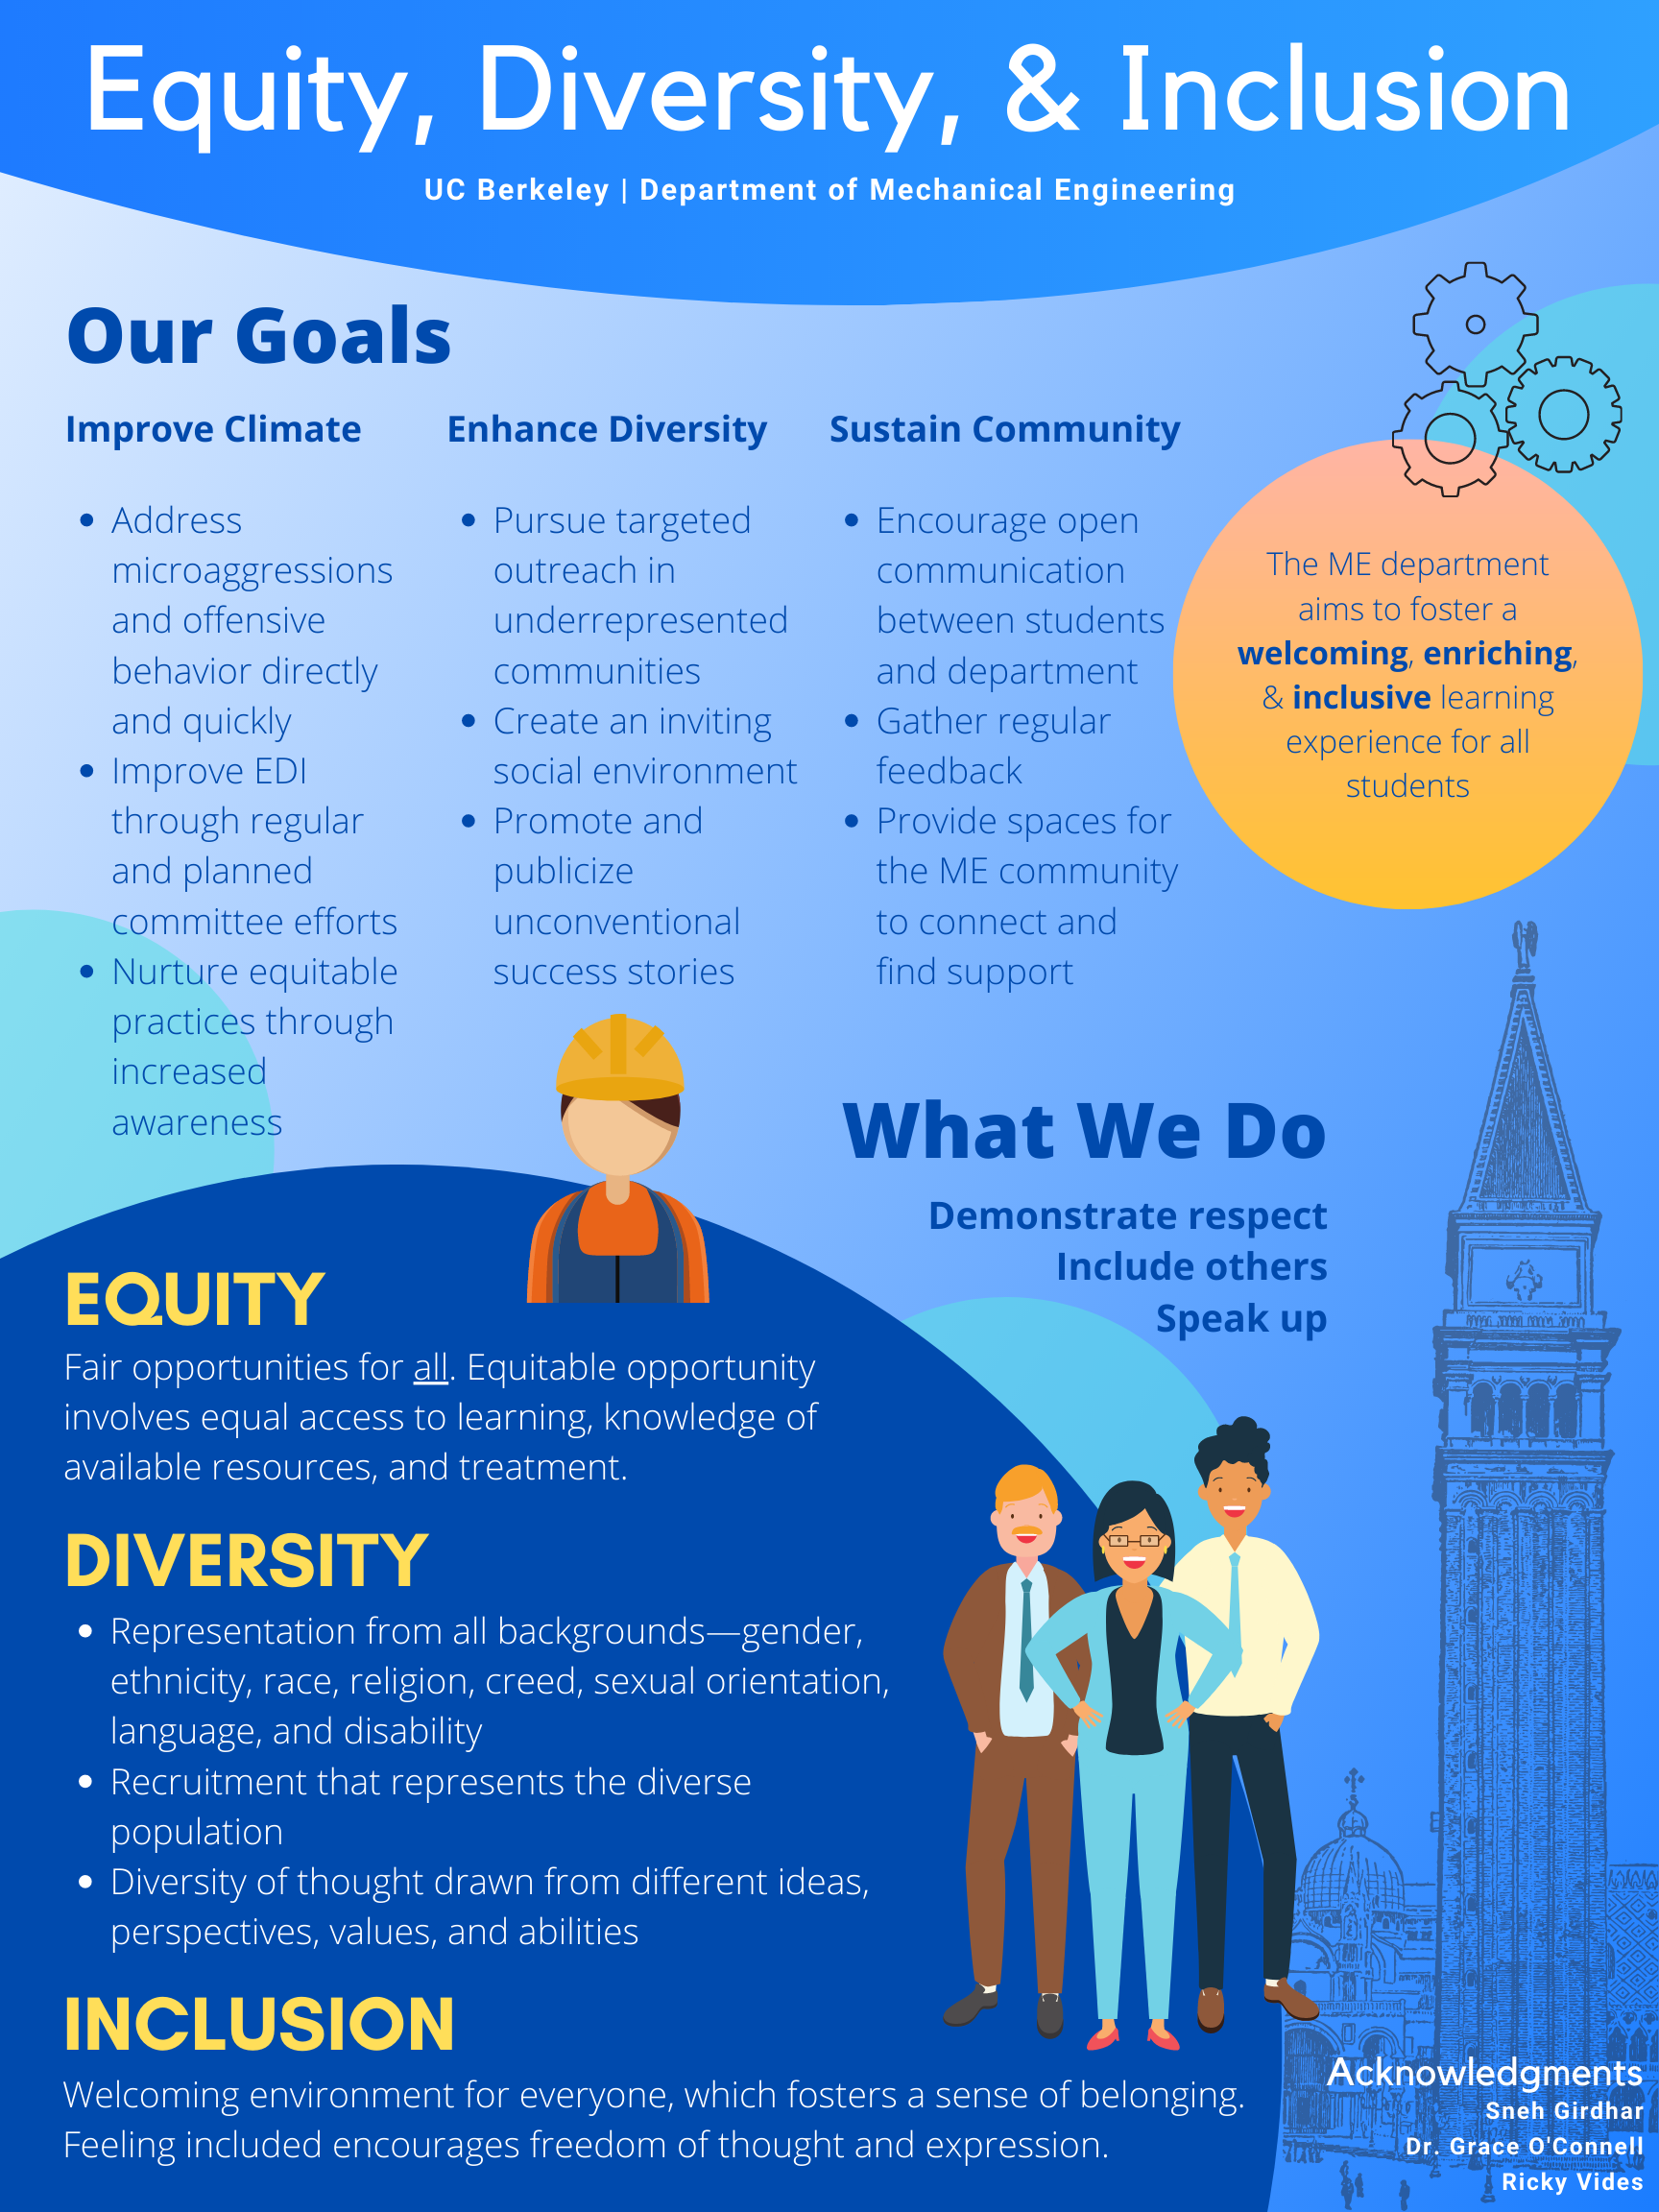 Equity, Diversity, & Inclusion
UC Berkeley | Department of Mechanical Engineering
Our Goals
Improve Climate
Address
microaggressions
and offensive
behavior directly
and quickly
Improve EDI
through regular
and planned
committee efforts
Nurture equitable
practices through
increased
awareness
Enhance Diversity
Pursue targeted
outreach in
underrepresented
communities
Create an inviting
social environment
Promote and
publicize
unconventional
success stories
Sustain Community
Encourage open
communication
between students
and department
Gather regular
feedback
Provide spaces for
the ME community
to connect and
find support
The ME department
aims to foster a
welcoming, enriching,
& inclusive learning
experience for all
students
What We Do
Demonstrate respect
Include others
Speak up
EQUITY
Fair opportunities for all. Equitable opportunity
involves equal access to learning, knowledge of
available resources, and treatment.
DIVERSITY
Representation from all backgrounds—gender,
ethnicity, race, religion, creed, sexual orientation,
language, and disability
Recruitment that represents the diverse
population
Diversity of thought drawn from different ideas,
perspectives, values, and abilities
INCLUSION
Welcoming environment for everyone, which fosters a sense of belonging.
Feeling included encourages freedom of thought and expression.
Acknowledgments
Sneh Girdhar
Dr. Grace O'Connell
Ricky Vides